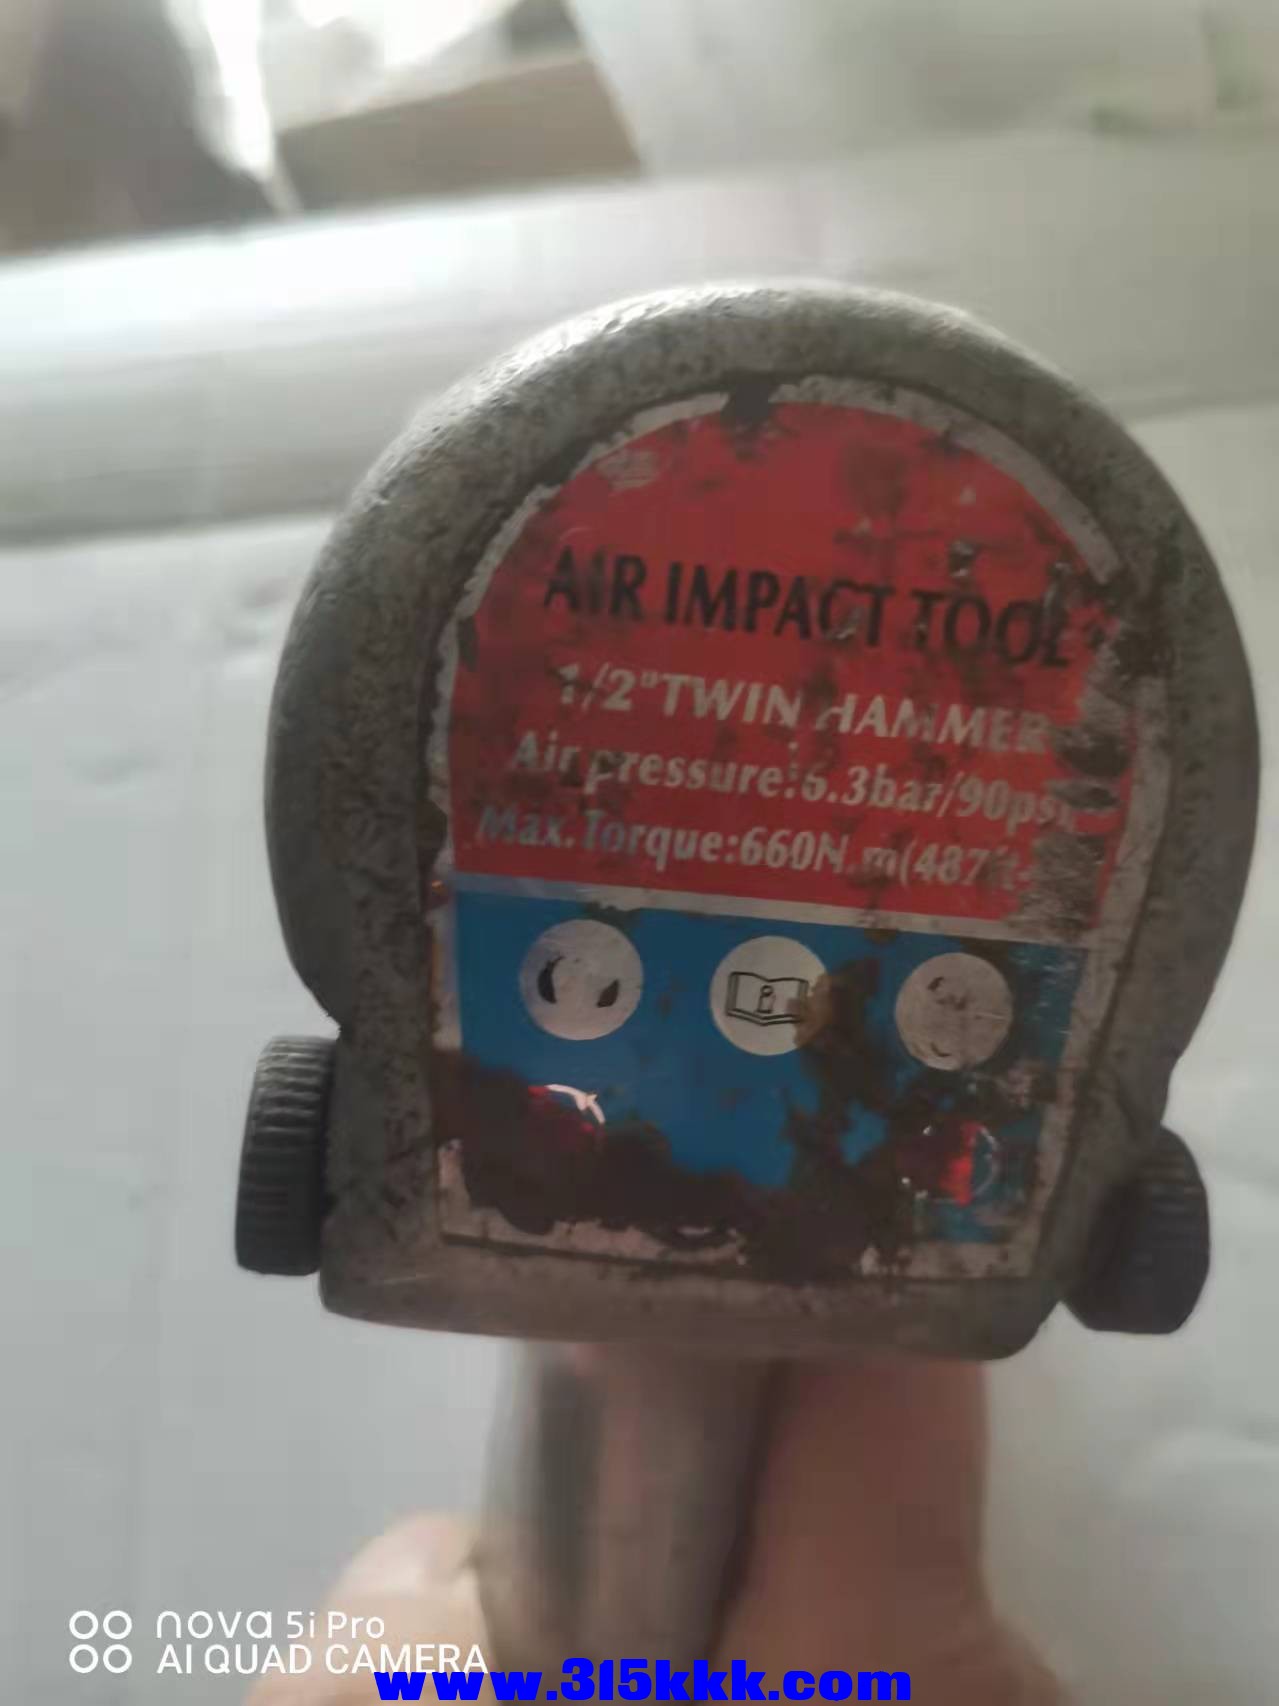 AIR IMPACT TOOL
1/2"TWIN HAMMER
Air pressure:6.3bar/90psi
Max.Torque:660N.m(487ft-
nova 5i Pro
AI QUAD CAMERA
www.315kkk.com